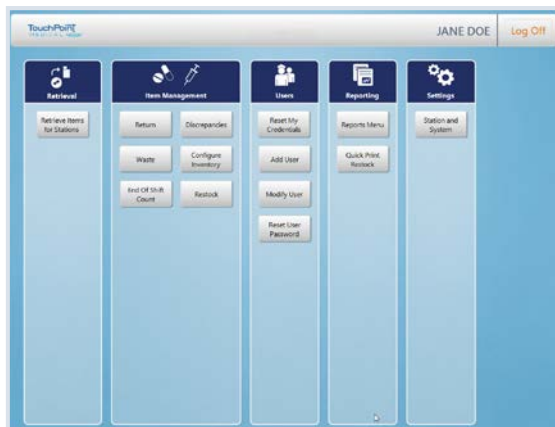 TouchPoint
MEDICAL
JANE DOE
Log Off
Retrieval
Item Management
Users
Reporting
Settings
Retrieve Items
for Stations
Return
Discrepancies
Waste
Configure
Inventory
End Of Shift
Count
Restock
Reset My
Credentials
Add User
Modify User
Reset User
Password
Reports Menu
Quick Print
Restock
Station and
System